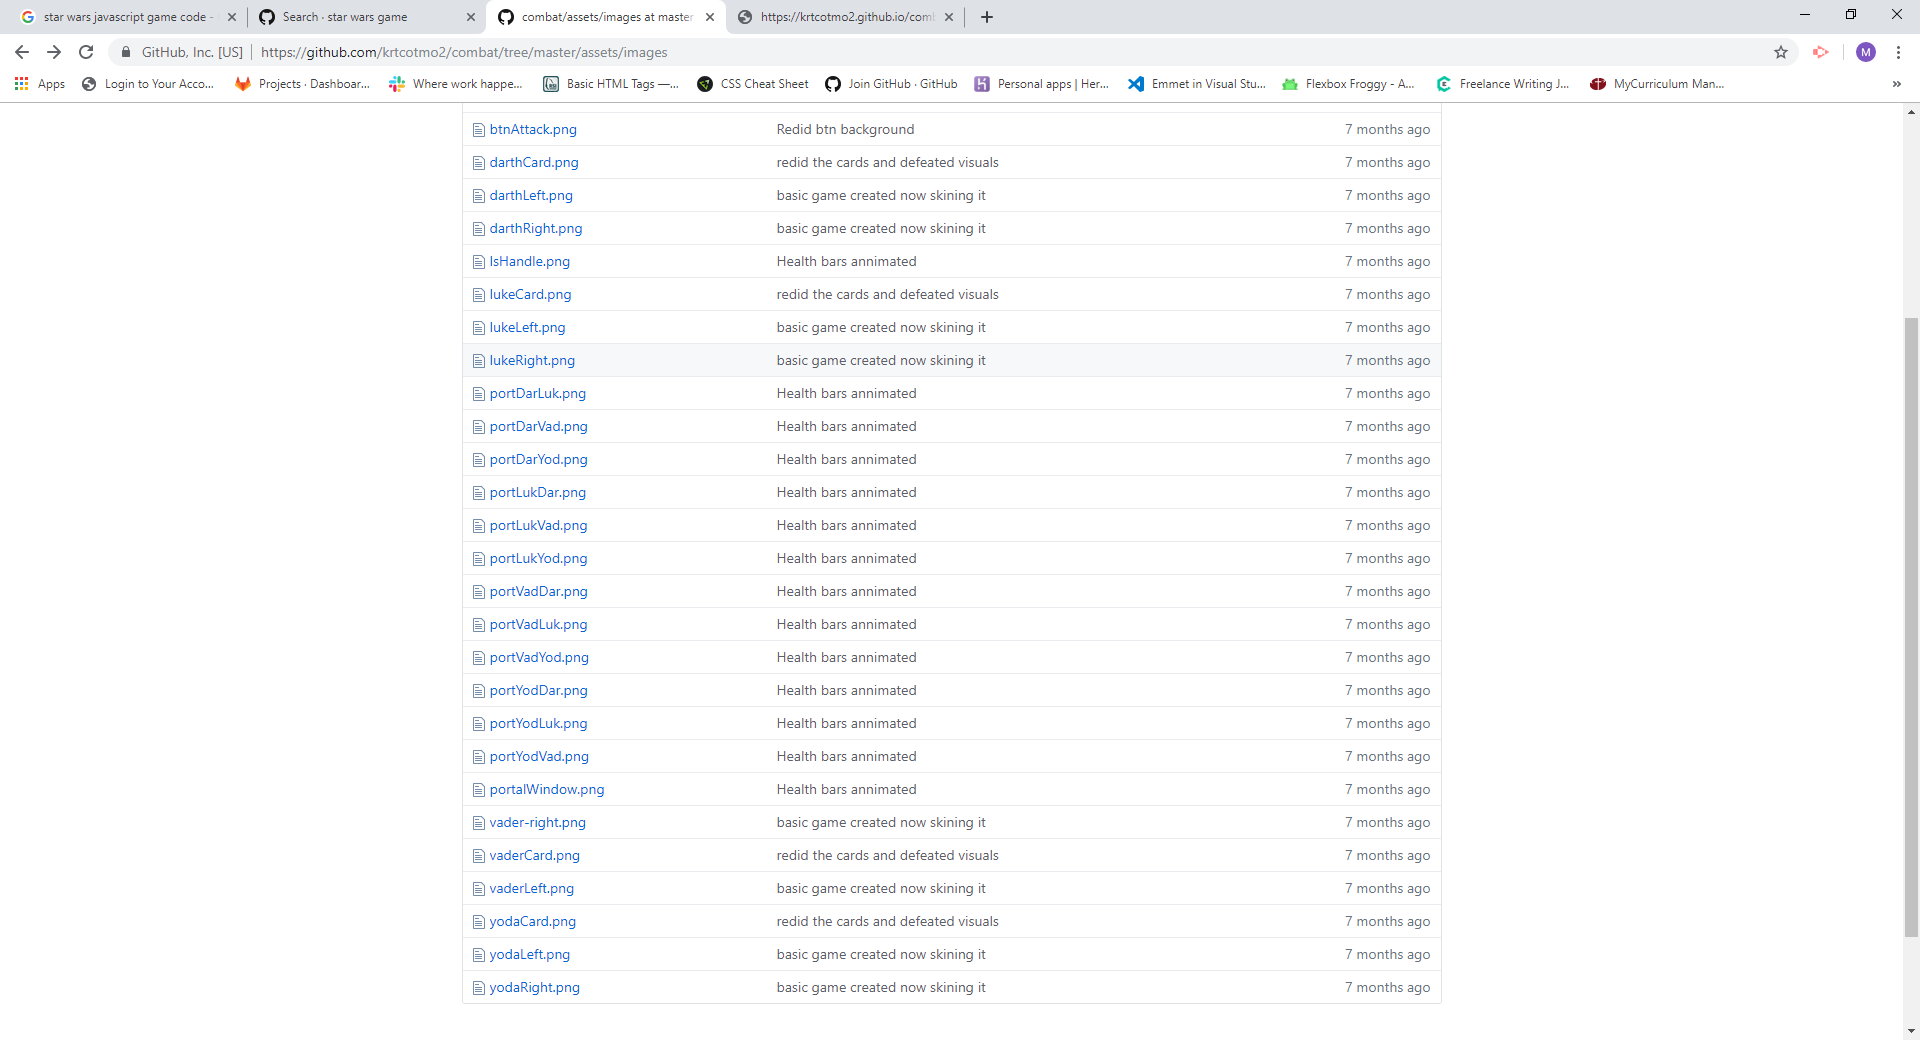 star wars javascript game code -
Search · star wars game
combat/assets/images at master
https://krtcotmo2.github.io/com
GitHub, Inc. [US] https://github.com/krtcotmo2/combat/tree/master/assets/images
M
Apps Login to Your Acco... Projects · Dashboar... Where work happe... Basic HTML Tags —... CSS Cheat Sheet Join GitHub · GitHub Personal apps | Her... Emmet in Visual Stu... Flexbox Froggy - A... Freelance Writing J... MyCurriculum Man... »
btnAttack.png Redid btn background 7 months ago
darthCard.png redid the cards and defeated visuals 7 months ago
darthLeft.png basic game created now skining it 7 months ago
darthRight.png basic game created now skining it 7 months ago
lsHandle.png Health bars annimated 7 months ago
lukeCard.png redid the cards and defeated visuals 7 months ago
lukeLeft.png basic game created now skining it 7 months ago
lukeRight.png basic game created now skining it 7 months ago
portDarLuk.png Health bars annimated 7 months ago
portDarVad.png Health bars annimated 7 months ago
portDarYod.png Health bars annimated 7 months ago
portLukDar.png Health bars annimated 7 months ago
portLukVad.png Health bars annimated 7 months ago
portLukYod.png Health bars annimated 7 months ago
portVadDar.png Health bars annimated 7 months ago
portVadLuk.png Health bars annimated 7 months ago
portVadYod.png Health bars annimated 7 months ago
portYodDar.png Health bars annimated 7 months ago
portYodLuk.png Health bars annimated 7 months ago
portYodVad.png Health bars annimated 7 months ago
portalWindow.png Health bars annimated 7 months ago
vader-right.png basic game created now skining it 7 months ago
vaderCard.png redid the cards and defeated visuals 7 months ago
vaderLeft.png basic game created now skining it 7 months ago
yodaCard.png redid the cards and defeated visuals 7 months ago
yodaLeft.png basic game created now skining it 7 months ago
yodaRight.png basic game created now skining it 7 months ago